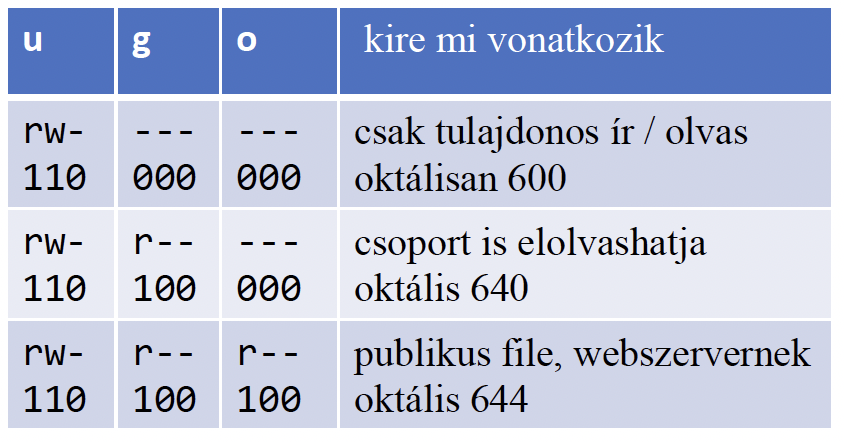 u g o kire mi vonatkozik
rw- --- --- csak tulajdonos ír / olvas
110 000 000 oktálisan 600
rw- r-- --- csoport is elolvashatja
110 100 000 oktális 640
rw- r-- r-- publikus file, webszervernek
110 100 100 oktális 644